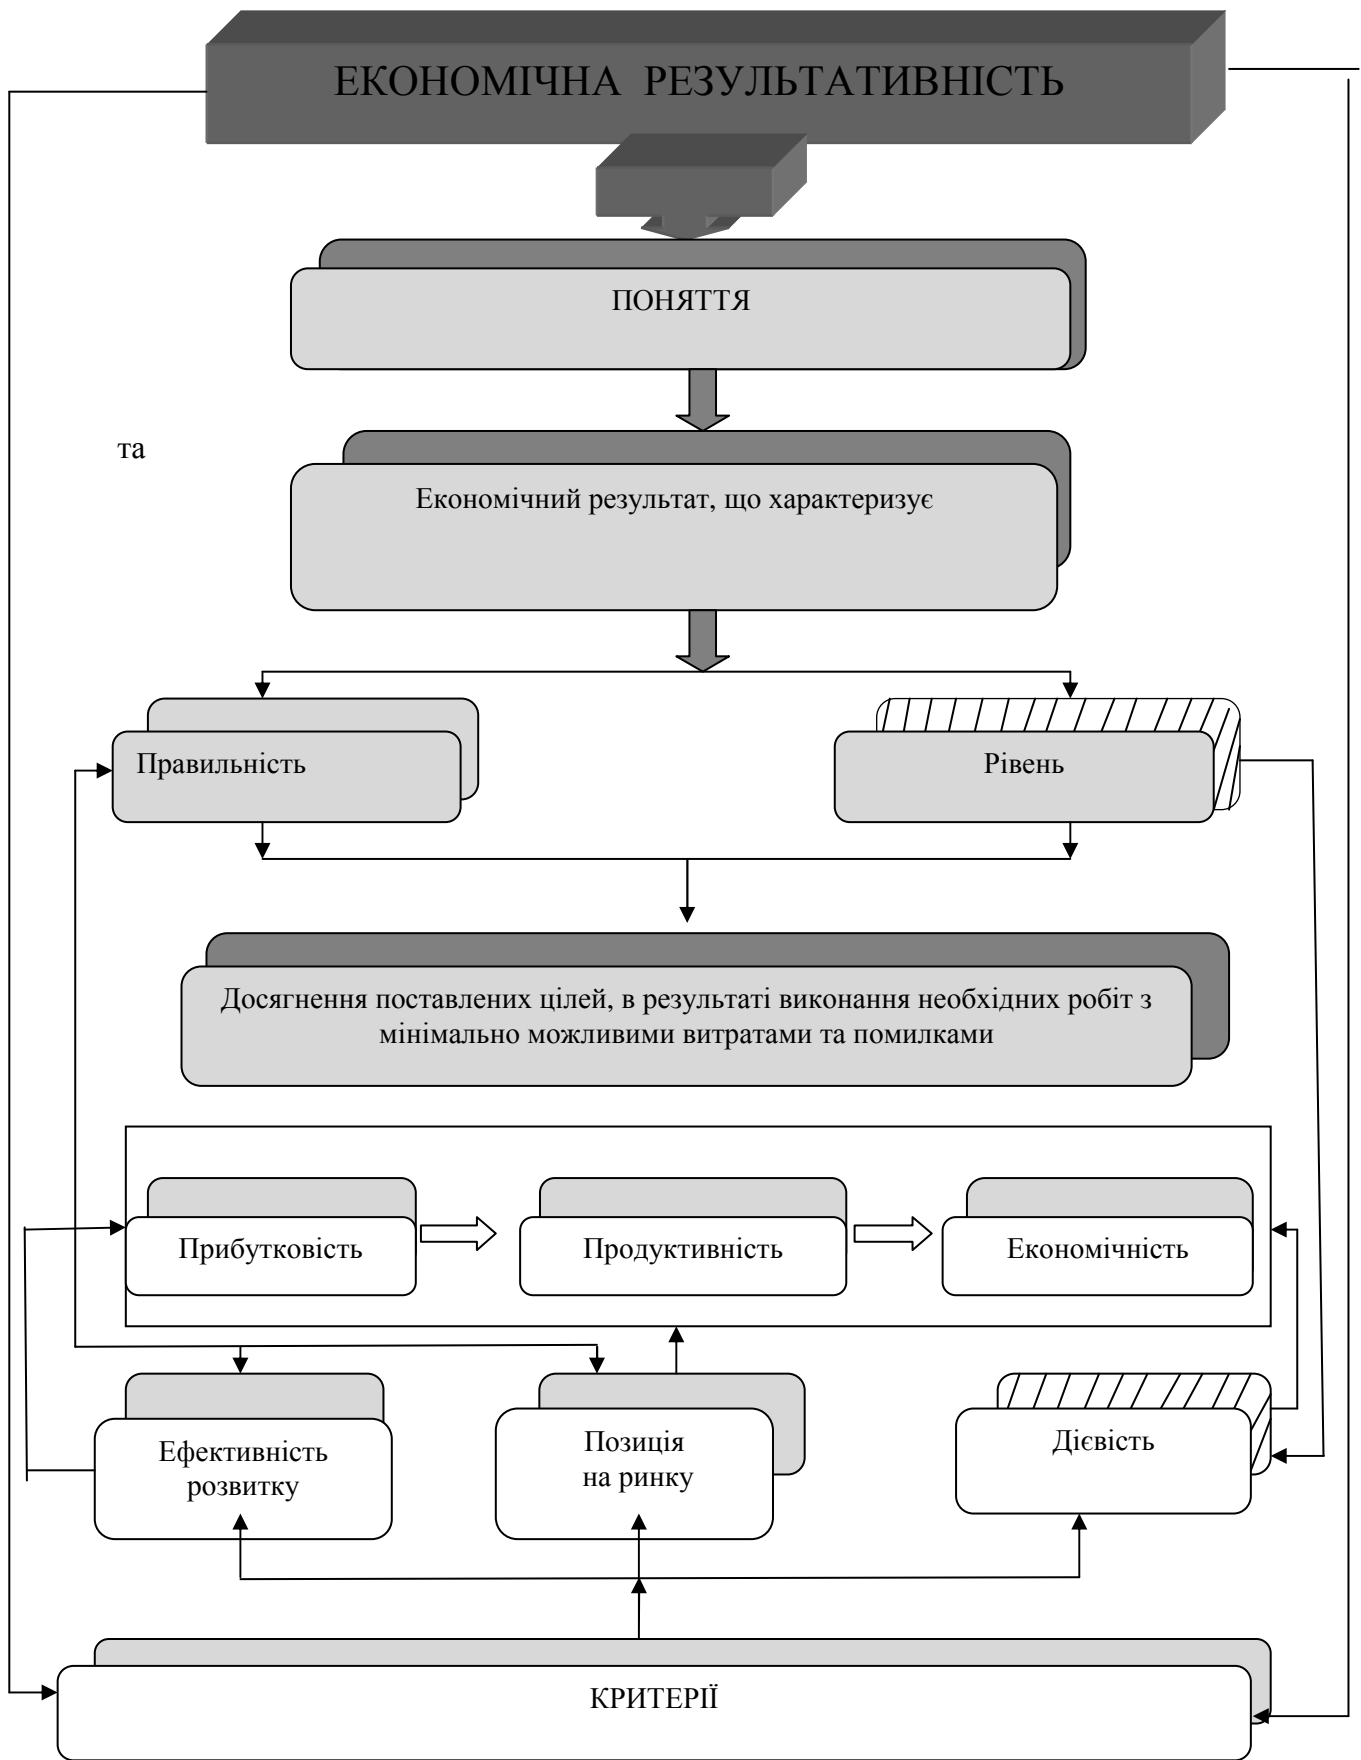 ЕКОНОМІЧНА РЕЗУЛЬТАТИВНІСТЬ
ПОНЯТТЯ
та
Економічний результат, що характеризує
Правильність
Рівень
Досягнення поставлених цілей, в результаті виконання необхідних робіт з
мінімально можливими витратами та помилками
Прибутковість
Продуктивність
Економічність
Ефективність
розвитку
Позиція
на ринку
Дієвість
КРИТЕРІЇ